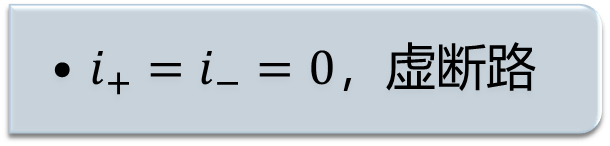 • i₊ = i₋ = 0，虚断路